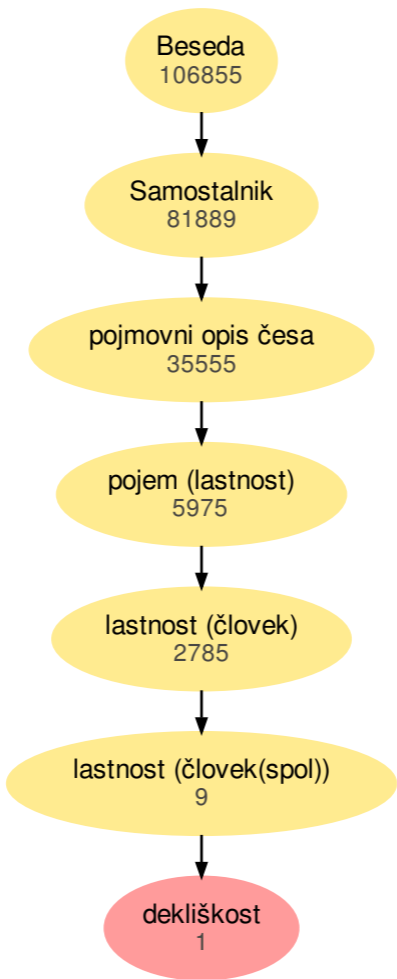 Beseda
106855
Samostalnik
81889
pojmovni opis česa
35555
pojem (lastnost)
5975
lastnost (človek)
2785
lastnost (človek(spol))
9
dekliškost
1